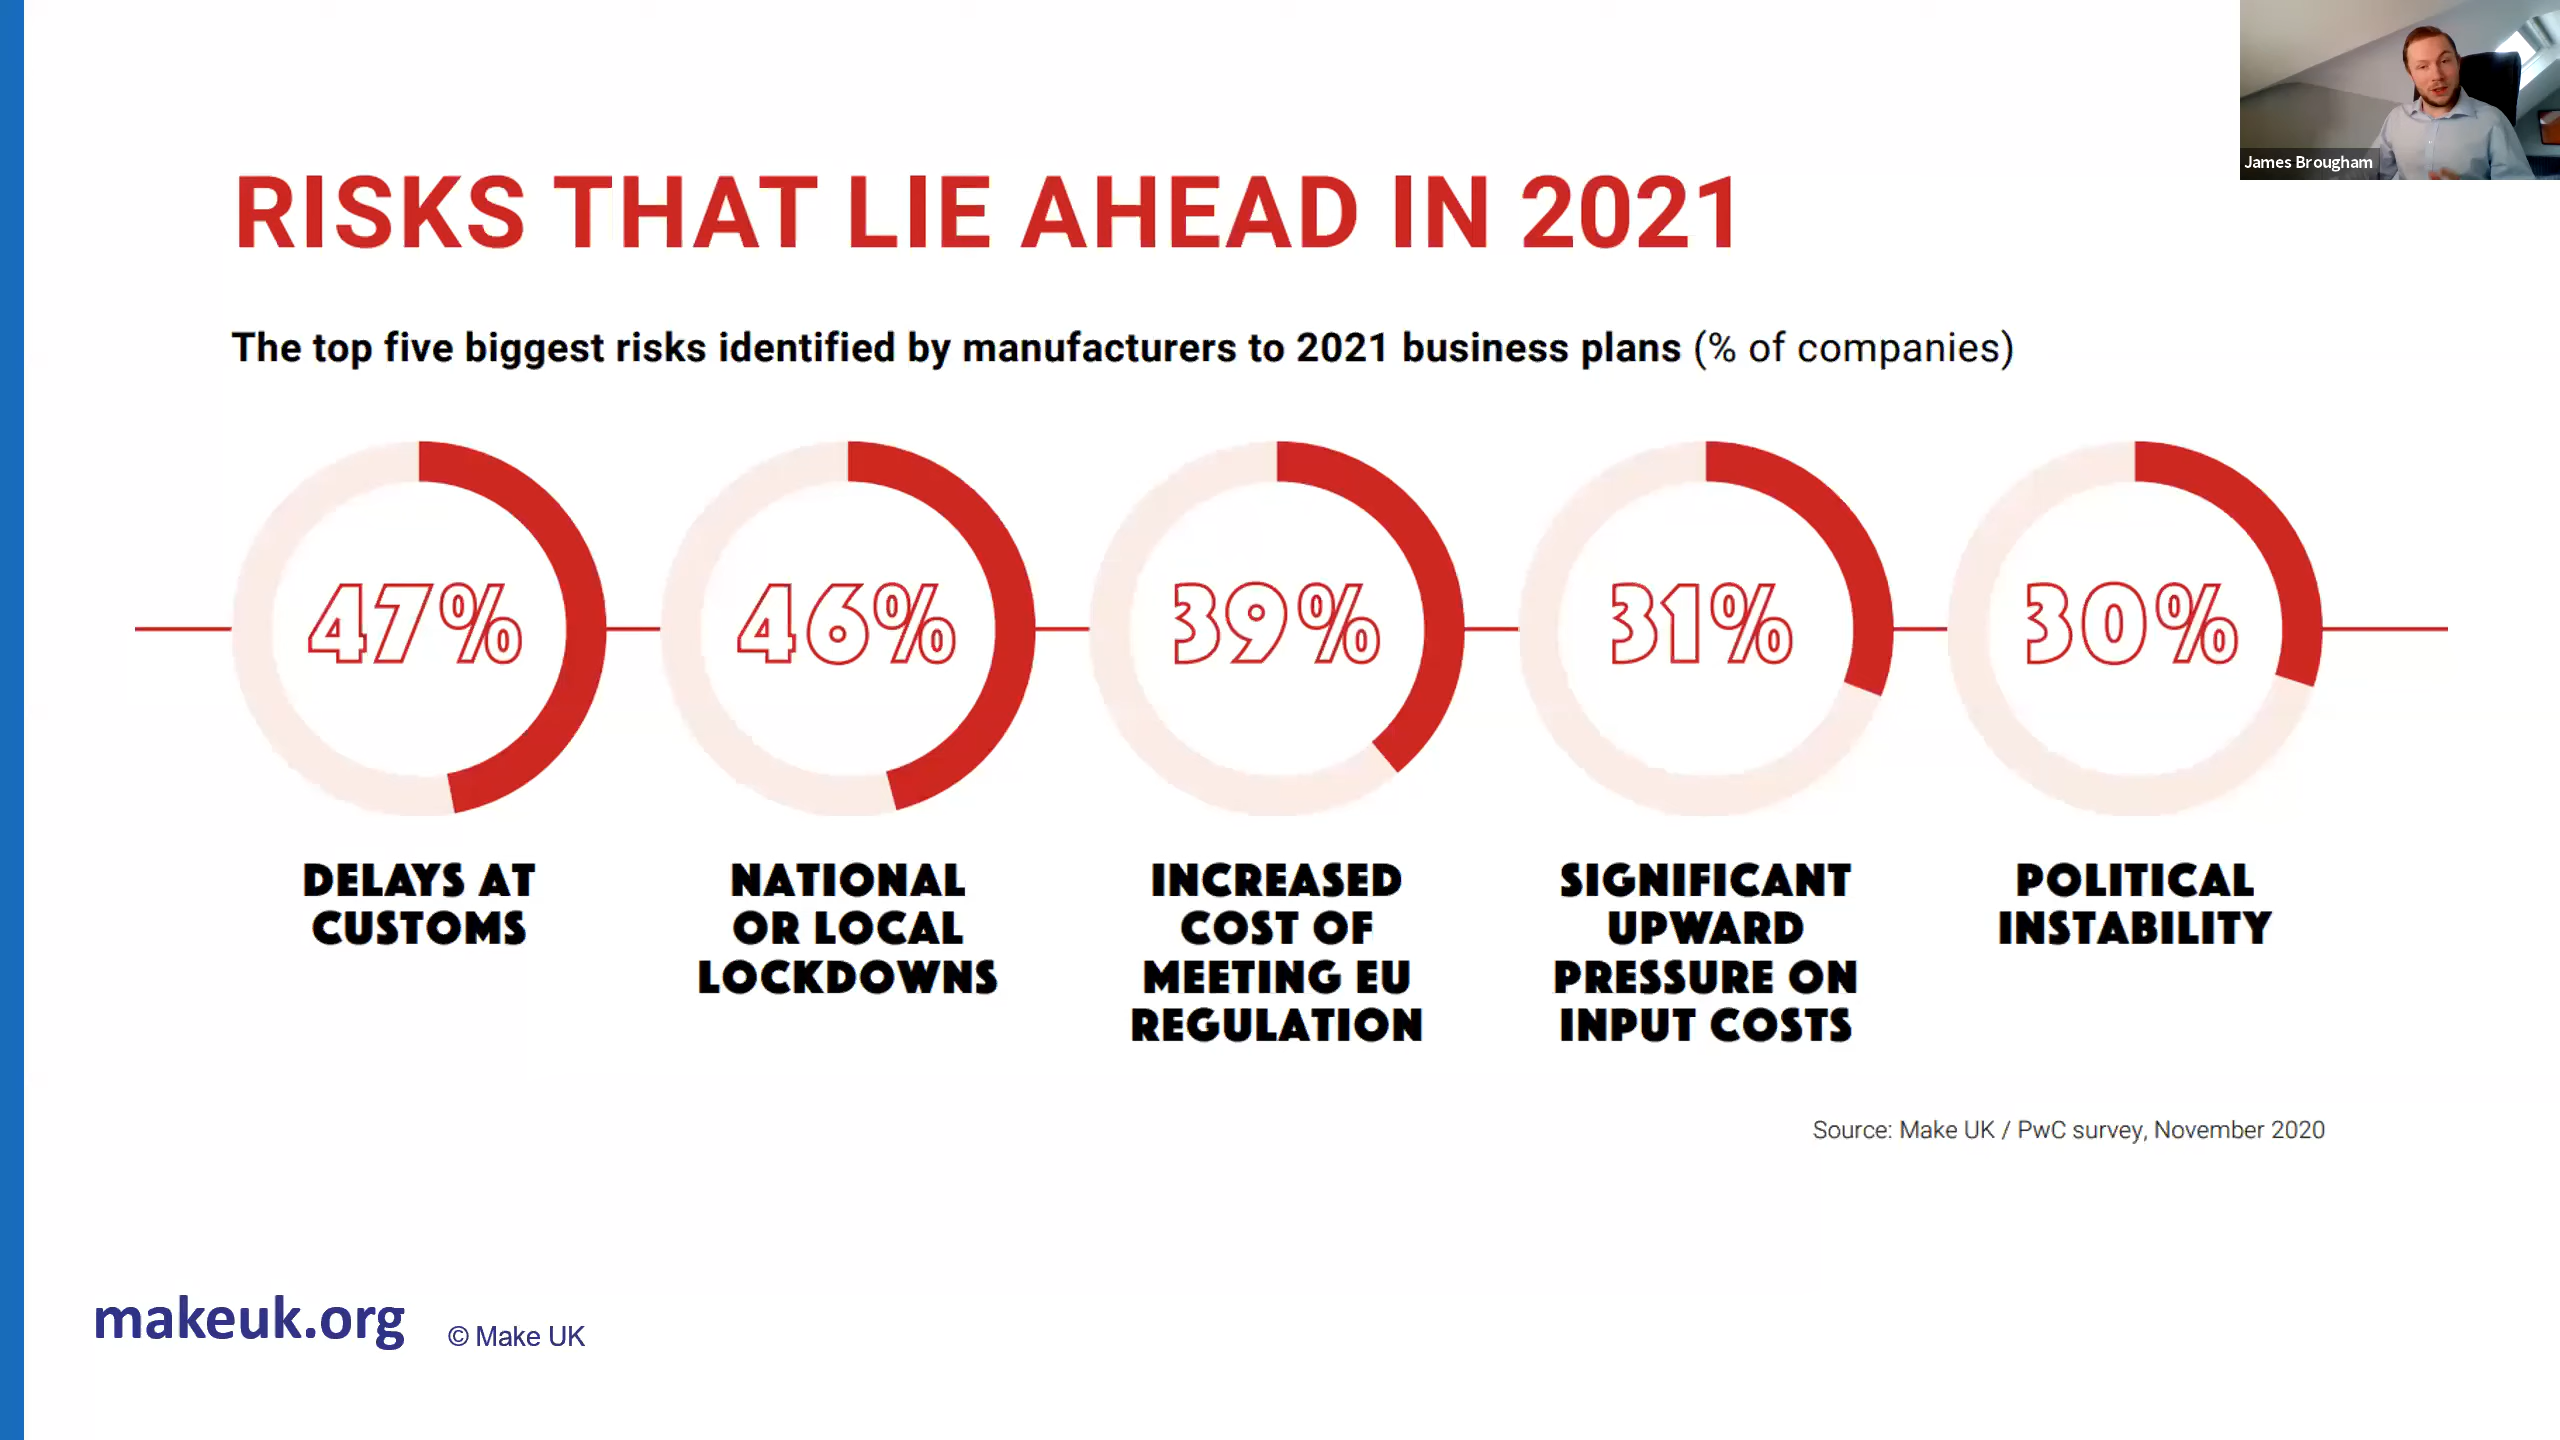 James Brougham
RISKS THAT LIE AHEAD IN 2021
The top five biggest risks identified by manufacturers to 2021 business plans (% of companies)
47%
46%
39%
31%
30%
DELAYS AT
CUSTOMS
NATIONAL
OR LOCAL
LOCKDOWNS
INCREASED
COST OF
MEETING EU
REGULATION
SIGNIFICANT
UPWARD
PRESSURE ON
INPUT COSTS
POLITICAL
INSTABILITY
Source: Make UK / PwC survey, November 2020
makeuk.org
© Make UK